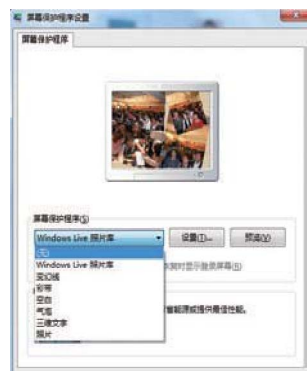 屏幕保护程序设置
屏幕保护程序
屏幕保护程序(S)
Windows Live 照片库
设置(T)...
预览(V)
(无)
Windows Live 照片库
变幻线
彩带
空白
气泡
三维文字
照片
时显示登录屏幕(R)
能源或提供最佳性能。